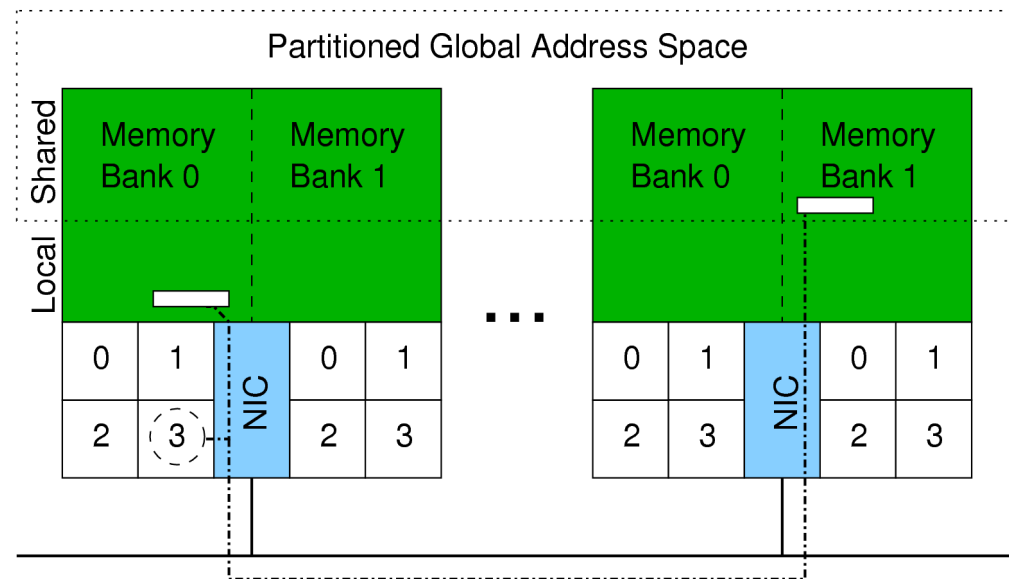 Partitioned Global Address Space
Shared
Local
Memory
Bank 0
Memory
Bank 1
Memory
Bank 0
Memory
Bank 1
...
0 1 NIC 0 1
2 3 2 3
0 1 NIC 0 1
2 3 2 3